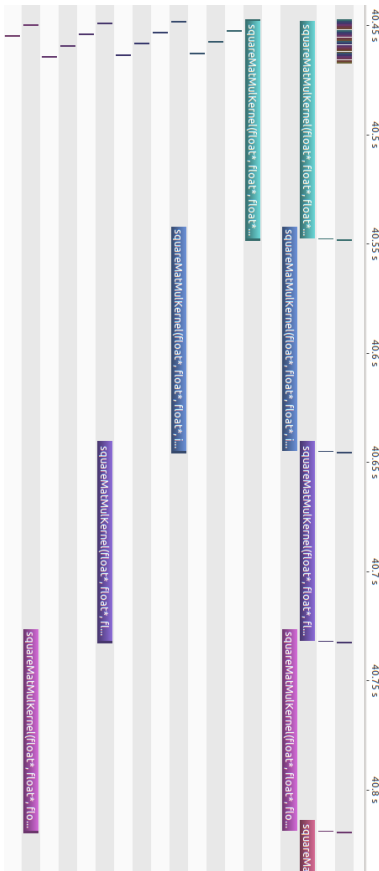 40.45 s 40.5 s 40.55 s 40.6 s 40.65 s 40.7 s 40.75 s 40.8 s
squareMatMulKernel(float*, float*, float*... squareMatMulKernel(float*, float*, fl... squareMa
squareMatMulKernel(float*, float*, float*, i... squareMatMulKernel(float*, float*, flo...
squareMatMulKernel(float*, float*, float*...
squareMatMulKernel(float*, float*, float*, i...
squareMatMulKernel(float*, float*, fl...
squareMatMulKernel(float*, float*, flo...